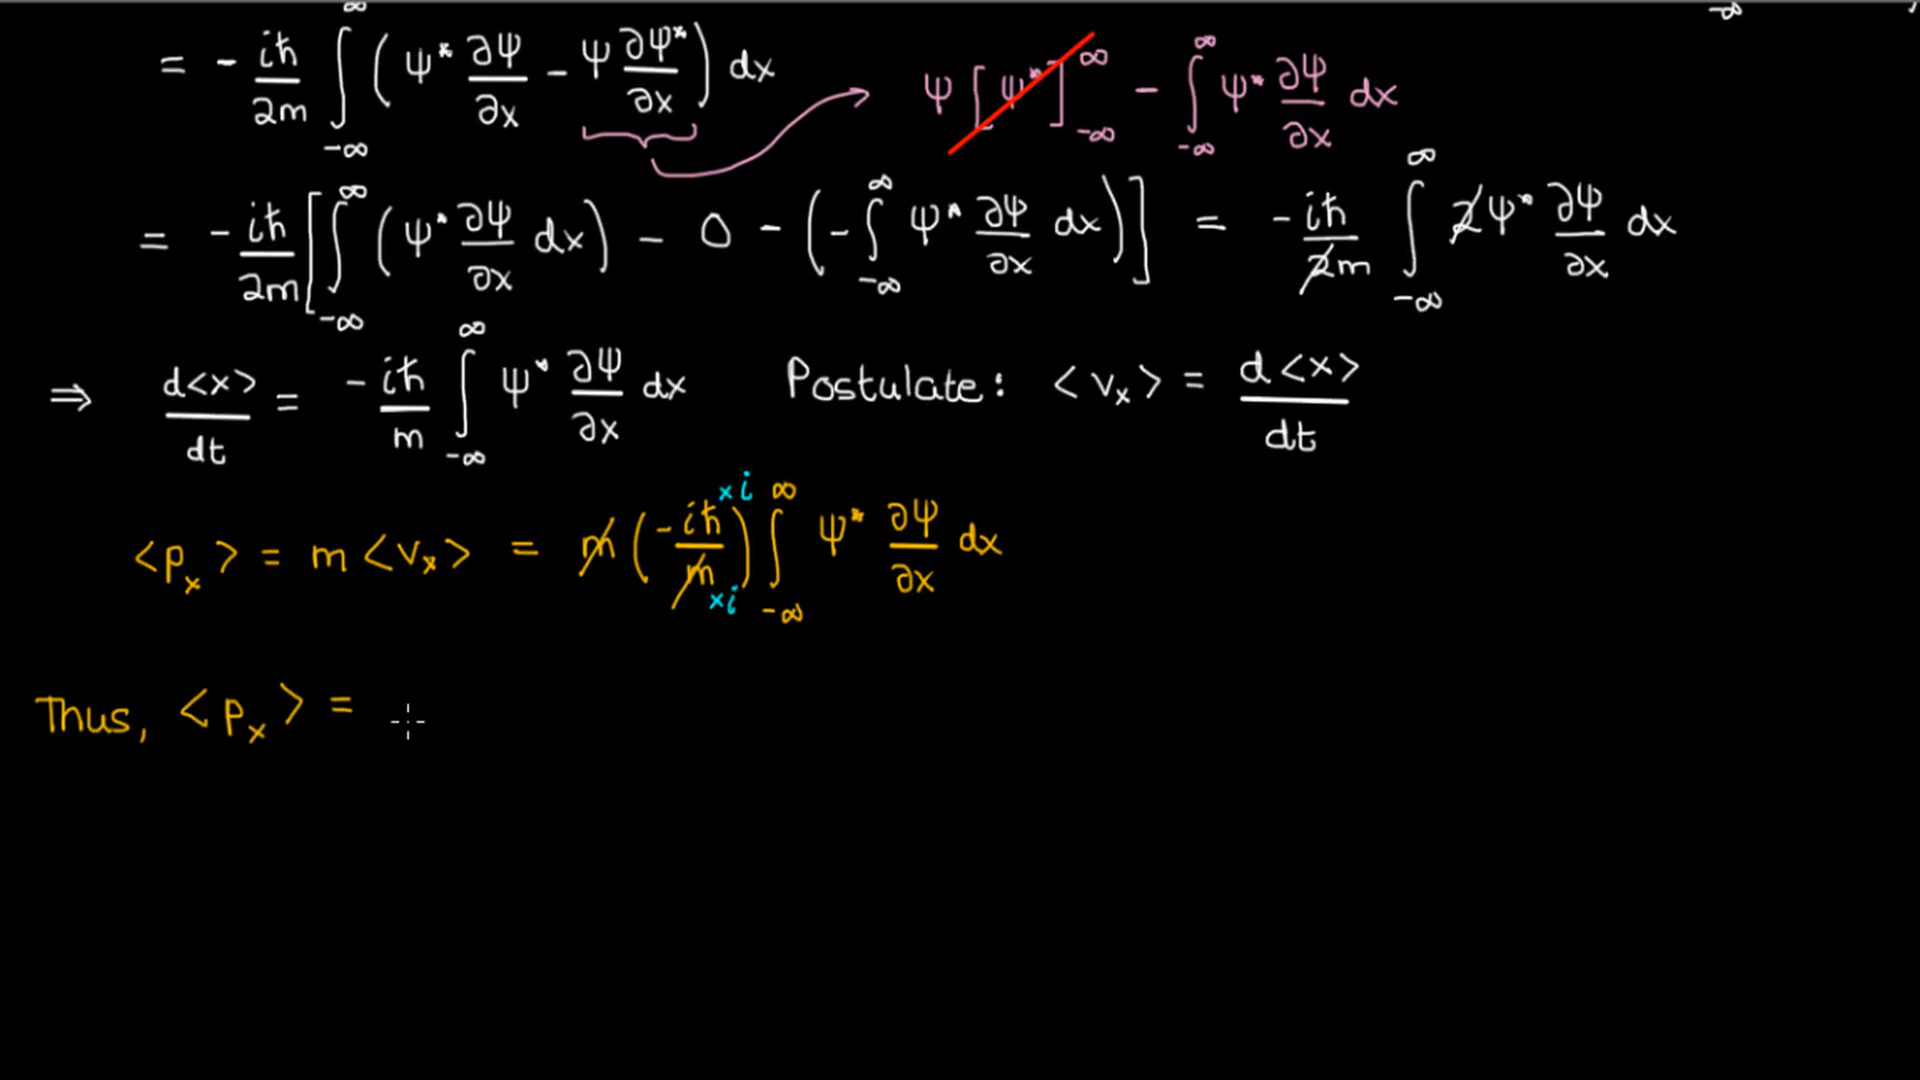 = - iħ/2m ∫_{-∞}^{∞} (ψ* ∂ψ/∂x - ψ ∂ψ*/∂x) dx ψ[ψ*]_{-∞}^{∞} - ∫_{-∞}^{∞} ψ* ∂ψ/∂x dx -∞
= -iħ/2m [∫_{-∞}^{∞} (ψ* ∂ψ/∂x dx) - 0 - (-∫_{-∞}^{∞} ψ* ∂ψ/∂x dx)] = -iħ/2m ∫_{-∞}^{∞} 2ψ* ∂ψ/∂x dx
⇒ d<x>/dt = -iħ/m ∫_{-∞}^{∞} ψ* ∂ψ/∂x dx Postulate: <v_x> = d<x>/dt
<p_x> = m<v_x> = m(-iħ/m ×i ×i) ∫_{-∞}^{∞} ψ* ∂ψ/∂x dx
Thus, <p_x> =